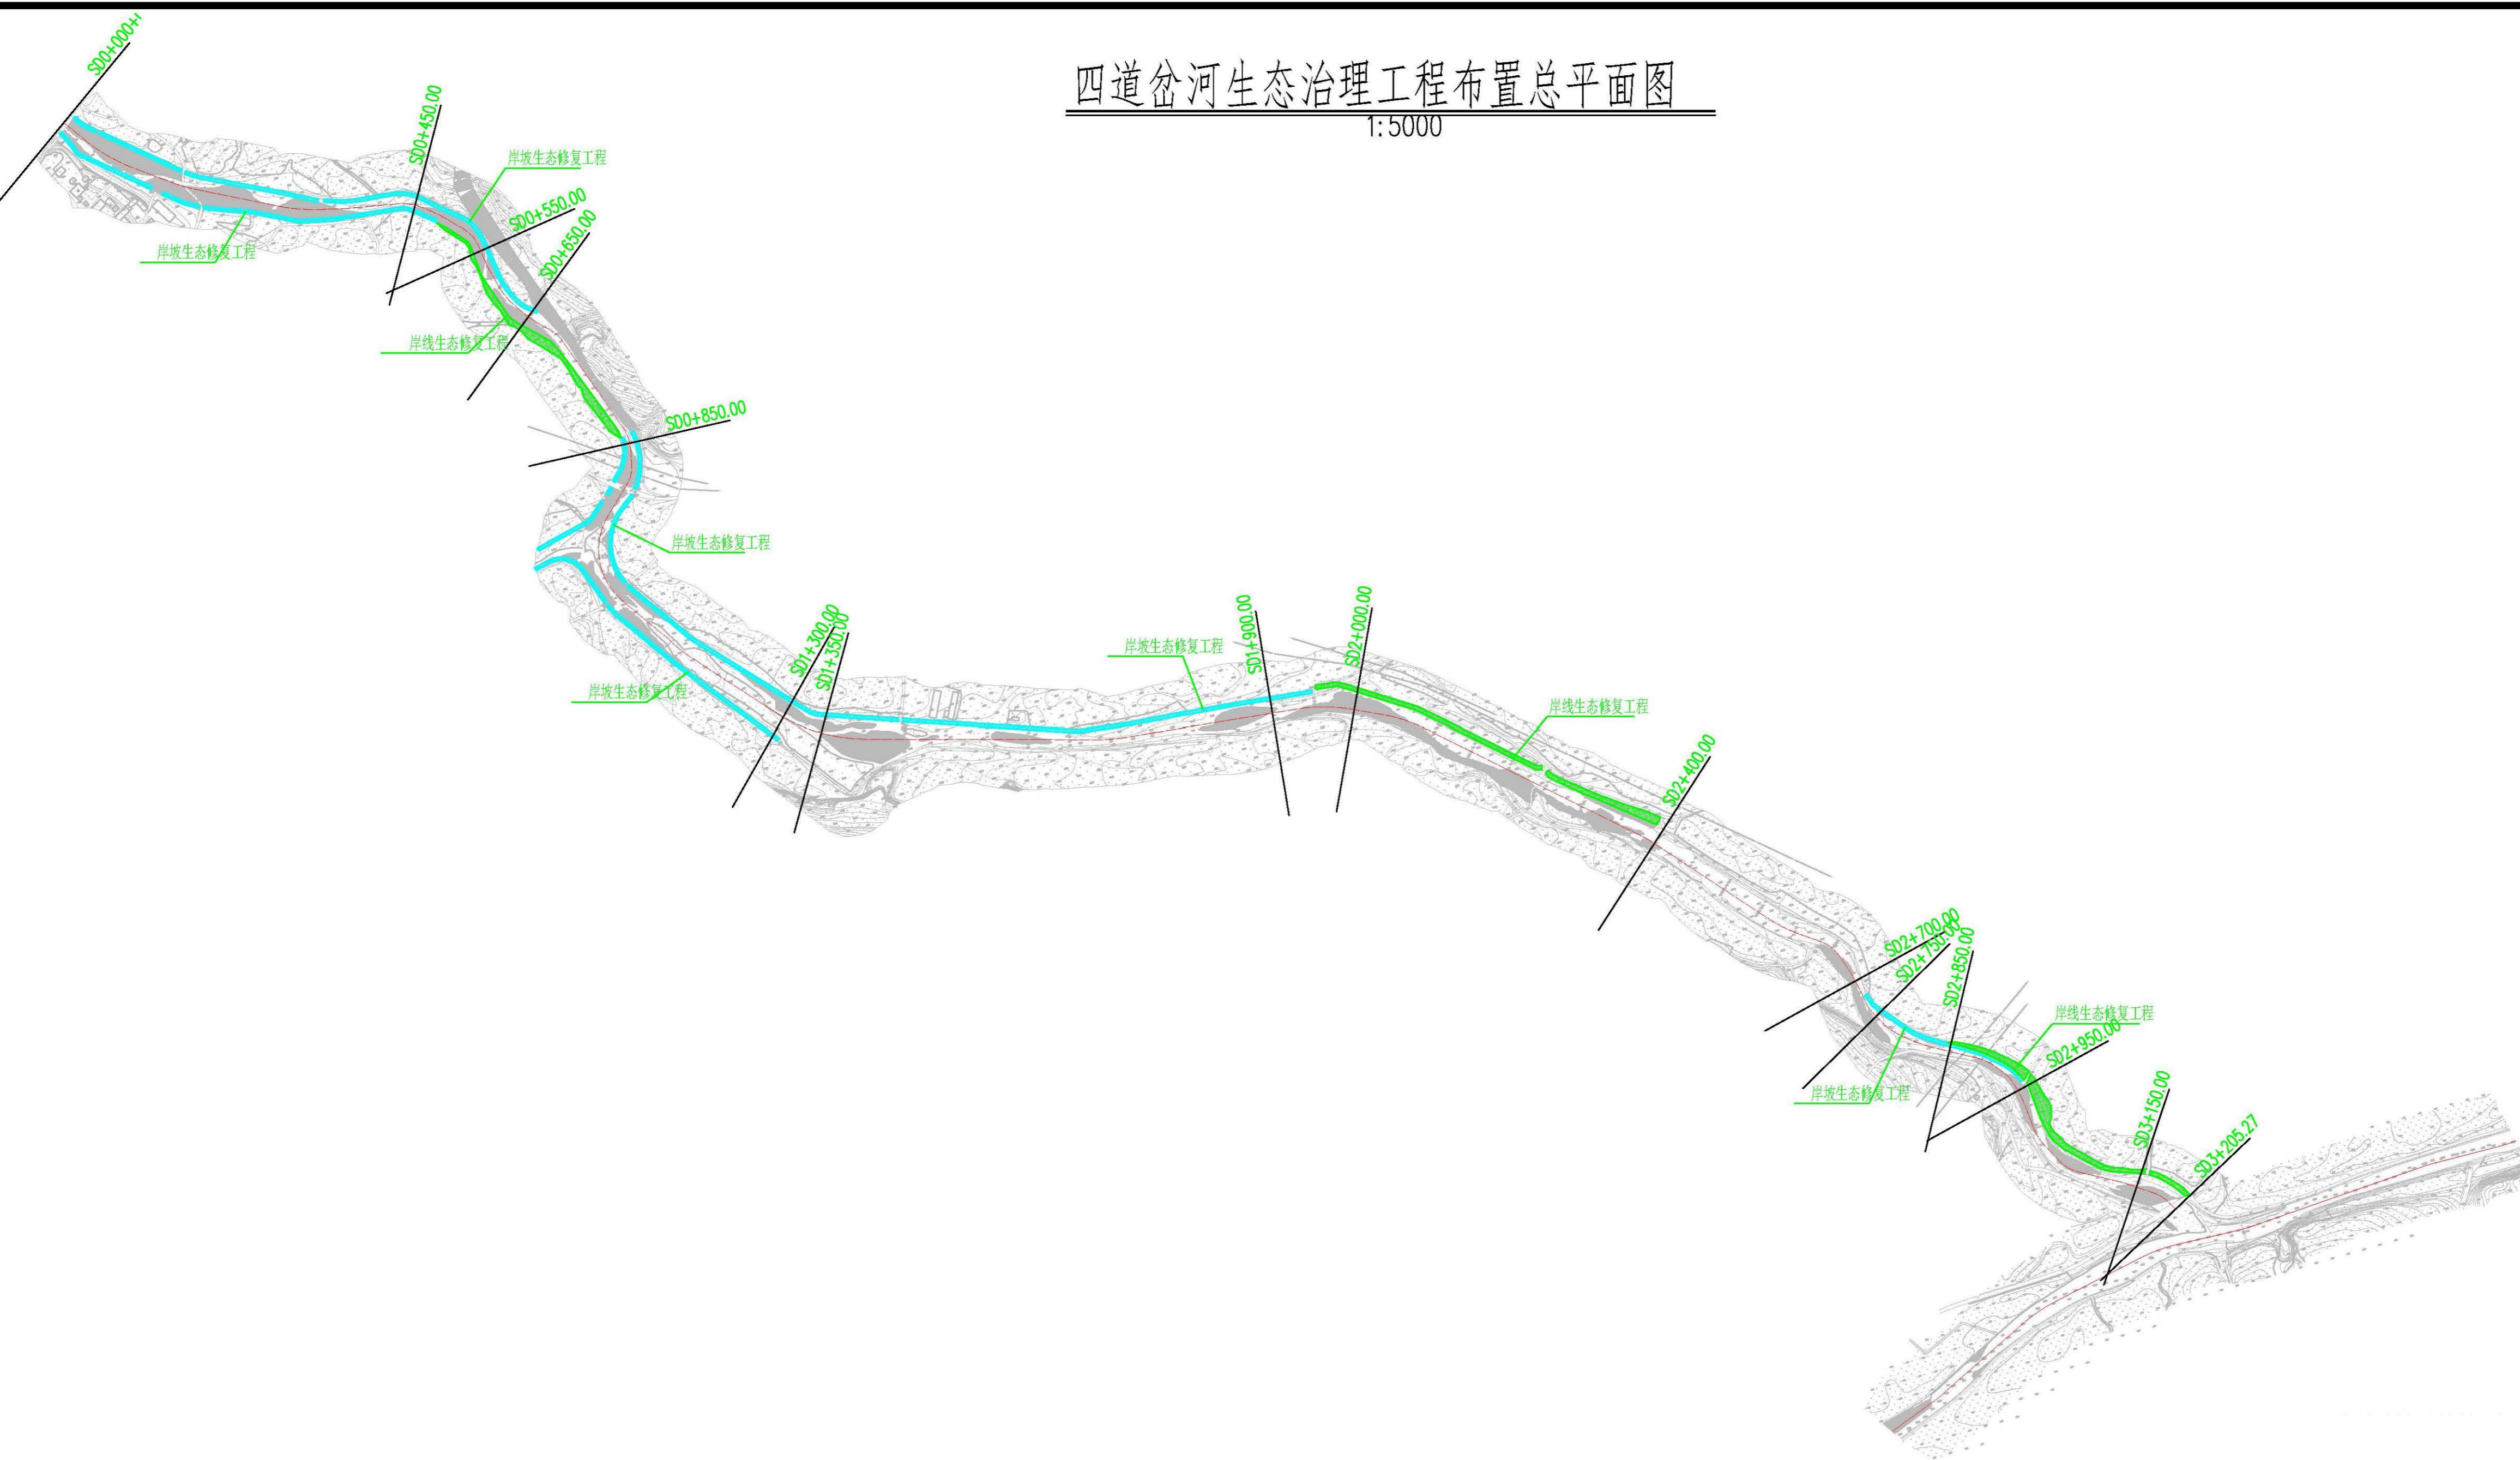 四道岔河生态治理工程布置总平面图
1:5000
SD0+000+
SD0+450.00
岸坡生态修复工程
SD0+550.00
SD0+650.00
岸坡生态修复工程
岸线生态修复工程
SD0+850.00
岸坡生态修复工程
SD1+300.00
SD1+350.00
岸坡生态修复工程
岸坡生态修复工程
SD1+900.00
SD2+000.00
岸线生态修复工程
SD2+400.00
SD2+700.00
SD2+750.00
SD2+850.00
岸线生态修复工程
SD2+950.00
岸坡生态修复工程
SD3+150.00
SD3+205.27